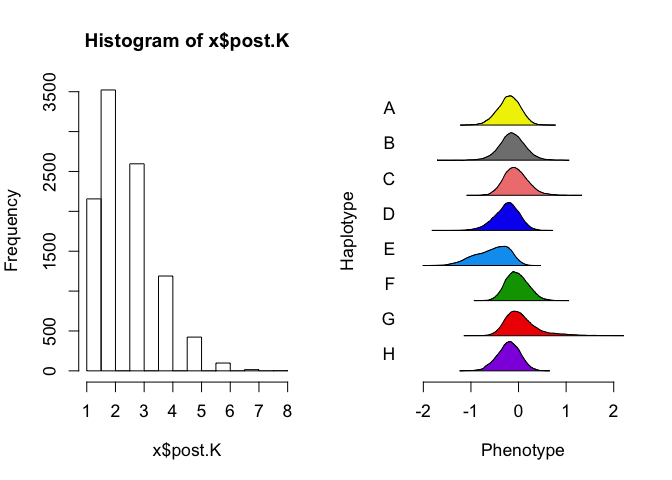 Histogram of x$post.K
Frequency
0
500
1500
2500
3500
1 2 3 4 5 6 7 8
x$post.K
Haplotype
A
B
C
D
E
F
G
H
-2 -1 0 1 2
Phenotype